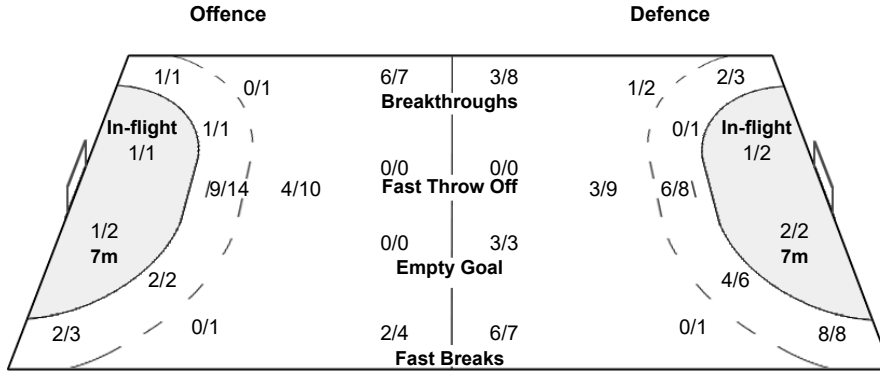 Offence Defence
1/1 0/1 6/7 3/8 1/2 2/3
Breakthroughs
In-flight 1/1 0/1 In-flight
1/1 1/2
0/0 0/0
9/14 4/10 Fast Throw Off 3/9 6/8
1/2 2/2
7m 0/0 3/3 7m
Empty Goal
2/2 4/6
2/3 0/1 2/4 6/7 0/1 8/8
Fast Breaks